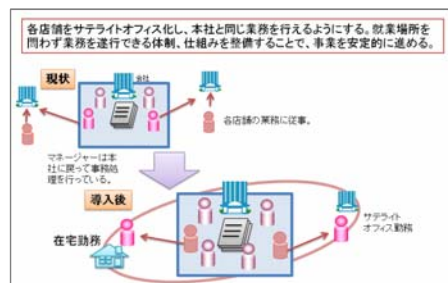 各店舗をサテライトオフィス化し、本社と同じ業務を行えるようにする。就業場所を
問わず業務を遂行できる体制、仕組みを整備することで、事業を安定的に進める。
現状
会社
各店舗の業務に従事。
マネージャーは本
社に戻って事務処
理を行っている。
導入後
サテライト
オフィス勤務
在宅勤務